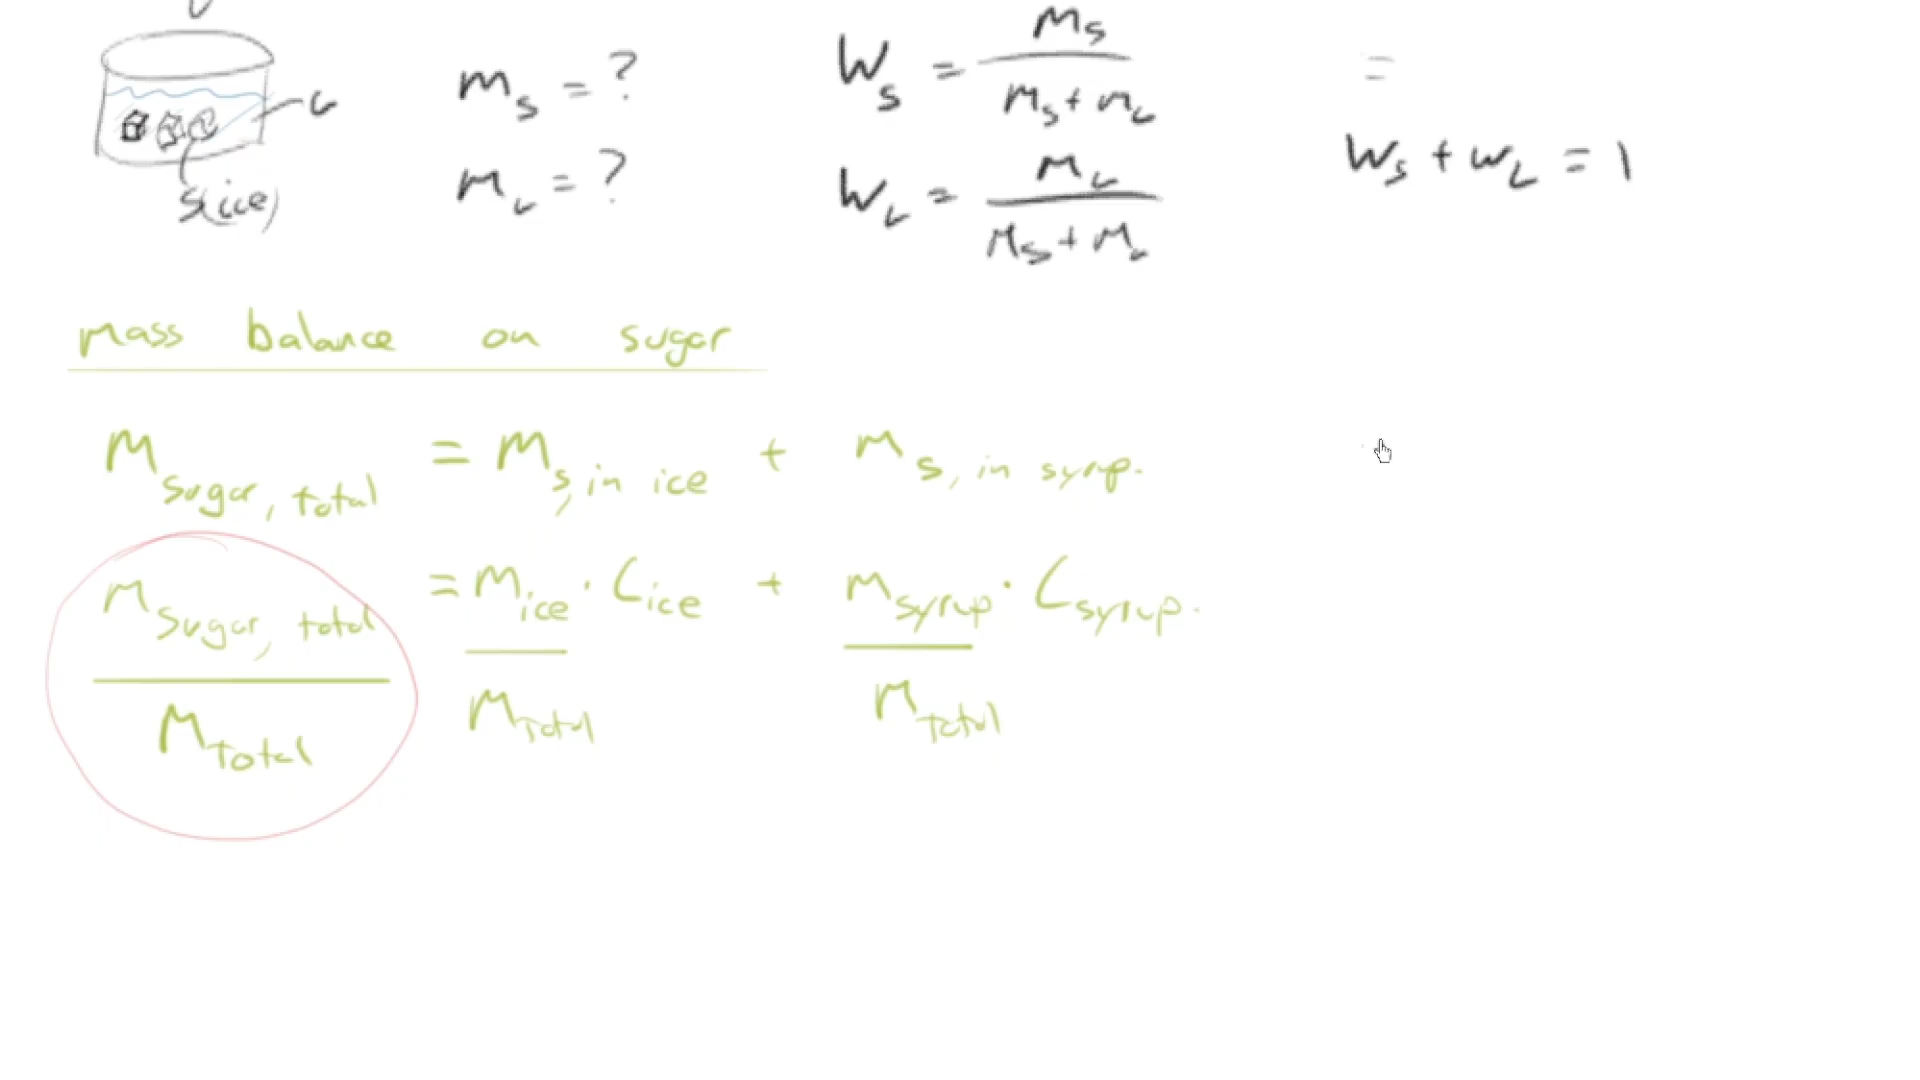 L
S(ice)
m_s = ?
m_L = ?
W_s = m_s / (m_s + m_L)
W_L = m_L / (m_s + m_L)
=
W_s + W_L = 1
mass balance on sugar
M_sugar, total = M_s, in ice + M_s, in syrup.
M_sugar, total / M_Total = M_ice / M_Total · C_ice + M_syrup / M_Total · C_syrup.